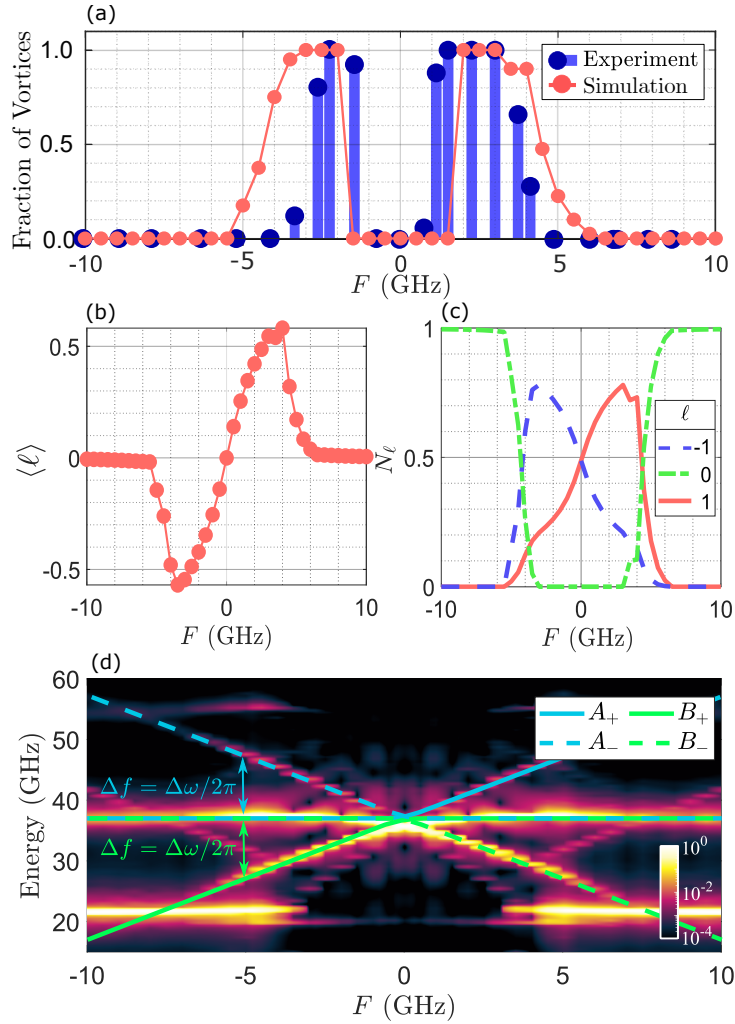 (a)
Fraction of Vortices
1.0
0.5
0.0
Experiment
Simulation
-10
-5
0
5
10
F (GHz)
(b)
⟨ℓ⟩
0.5
0
-0.5
-10
0
10
F (GHz)
(c)
N_ℓ
1
0.5
0
ℓ
-1
0
1
-10
0
10
F (GHz)
(d)
Energy (GHz)
60
50
40
30
20
A₊ B₊
A₋ B₋
Δf = Δω/2π
Δf = Δω/2π
10⁰
10⁻²
10⁻⁴
-10
-5
0
5
10
F (GHz)